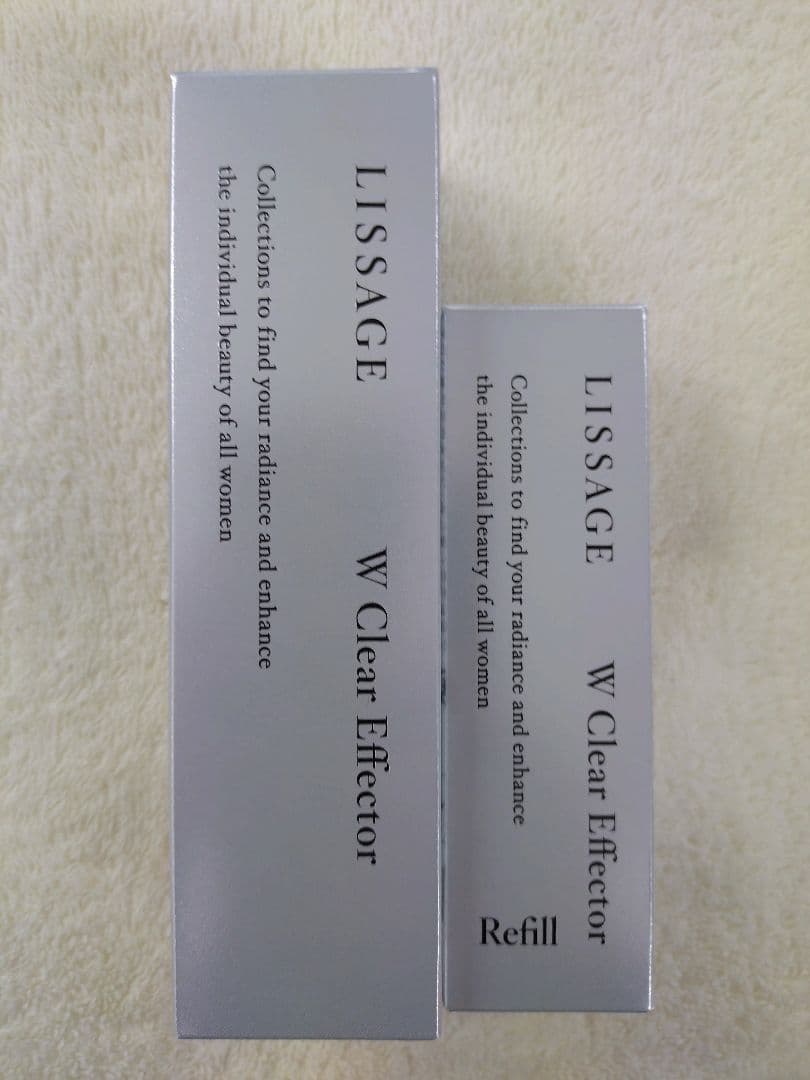 LISSAGE W Clear Effector
Collections to find your radiance and enhance
the individual beauty of all women
LISSAGE W Clear Effector
Collections to find your radiance and enhance
the individual beauty of all women
Refill